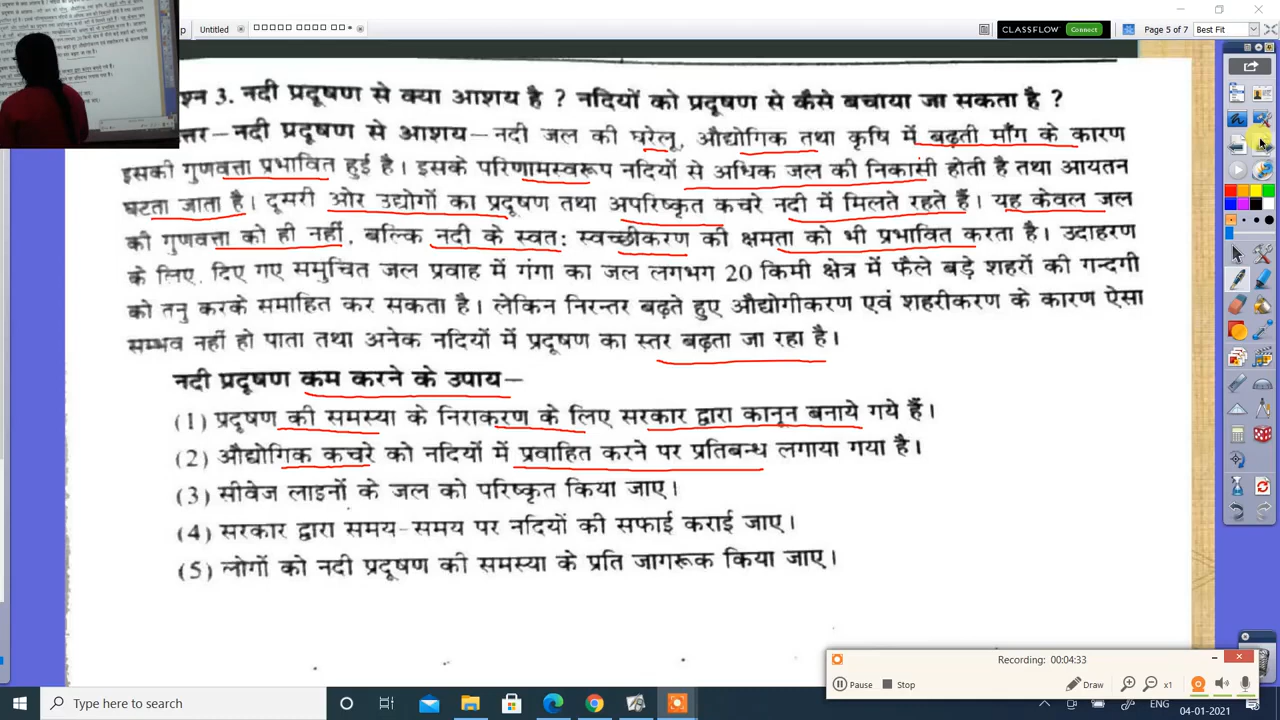 Untitled
CLASSFLOW Connect
Page 5 of 7
Best Fit
प्रश्न 3. नदी प्रदूषण से क्या आशय है ? नदियों को प्रदूषण से कैसे बचाया जा सकता है ?
त्तर–नदी प्रदूषण से आशय–नदी जल की घरेलू, औद्योगिक तथा कृषि में बढ़ती माँग के कारण
इसकी गुणवत्ता प्रभावित हुई है। इसके परिणामस्वरूप नदियों से अधिक जल की निकासी होती है तथा आयतन
घटता जाता है। दूसरी ओर उद्योगों का प्रदूषण तथा अपरिष्कृत कचरे नदी में मिलते रहते हैं। यह केवल जल
की गुणवत्ता को ही नहीं, बल्कि नदी के स्वत: स्वच्छीकरण की क्षमता को भी प्रभावित करता है। उदाहरण
के लिए, दिए गए समुचित जल प्रवाह में गंगा का जल लगभग 20 किमी क्षेत्र में फैले बड़े शहरों की गन्दगी
को तनु करके समाहित कर सकता है। लेकिन निरन्तर बढ़ते हुए औद्योगीकरण एवं शहरीकरण के कारण ऐसा
सम्भव नहीं हो पाता तथा अनेक नदियों में प्रदूषण का स्तर बढ़ता जा रहा है।
नदी प्रदूषण कम करने के उपाय–
(1) प्रदूषण की समस्या के निराकरण के लिए सरकार द्वारा कानून बनाये गये हैं।
(2) औद्योगिक कचरे को नदियों में प्रवाहित करने पर प्रतिबन्ध लगाया गया है।
(3) सीवेज लाइनों के जल को परिष्कृत किया जाए।
(4) सरकार द्वारा समय-समय पर नदियों की सफाई कराई जाए।
(5) लोगों को नदी प्रदूषण की समस्या के प्रति जागरूक किया जाए।
Recording: 00:04:33
Pause Stop Draw x1
Type here to search
ENG
04-01-2021